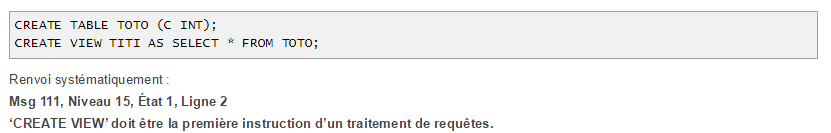 CREATE TABLE TOTO (C INT);
CREATE VIEW TITI AS SELECT * FROM TOTO;
Renvoi systématiquement :
Msg 111, Niveau 15, État 1, Ligne 2
‘CREATE VIEW’ doit être la première instruction d’un traitement de requêtes.